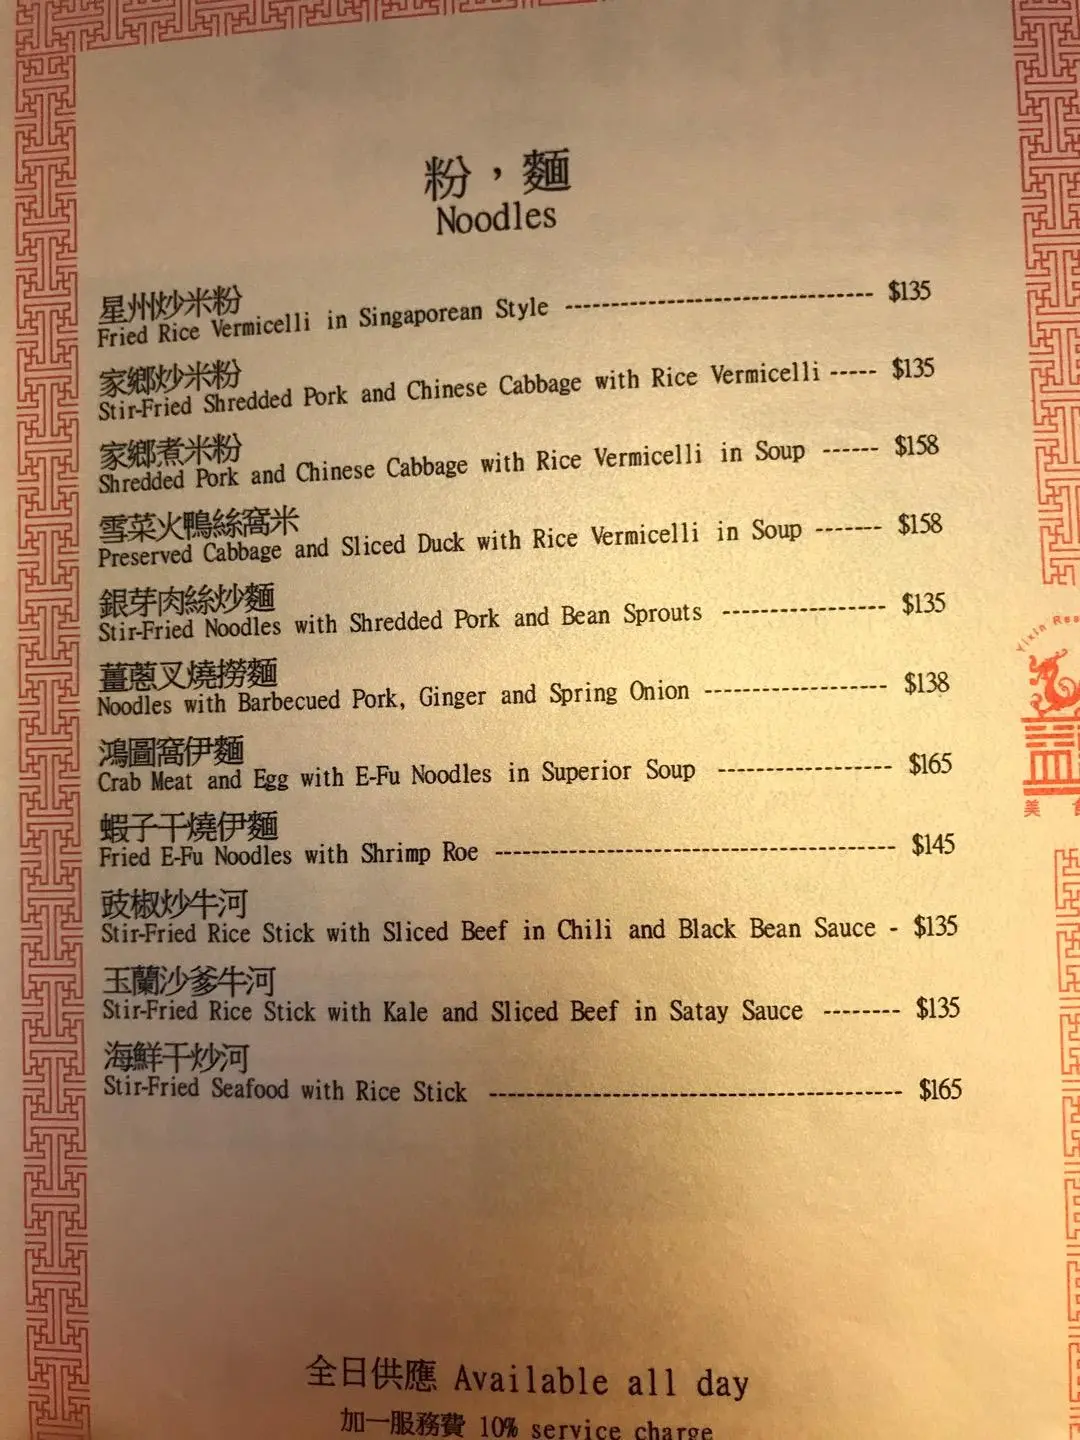 粉，麵
Noodles
星州炒米粉
Fried Rice Vermicelli in Singaporean Style -------------------------------- $135
家鄉炒米粉
Stir-Fried Shredded Pork and Chinese Cabbage with Rice Vermicelli ----- $135
家鄉煮米粉
Shredded Pork and Chinese Cabbage with Rice Vermicelli in Soup ------ $158
雪菜火鴨絲窩米
Preserved Cabbage and Sliced Duck with Rice Vermicelli in Soup ------- $158
銀芽肉絲炒麵
Stir-Fried Noodles with Shredded Pork and Bean Sprouts ----------------- $135
薑蔥叉燒撈麵
Noodles with Barbecued Pork, Ginger and Spring Onion ------------------- $138
鴻圖窩伊麵
Crab Meat and Egg with E-Fu Noodles in Superior Soup ------------------ $165
蝦子干燒伊麵
Fried E-Fu Noodles with Shrimp Roe ------------------------------------------ $145
豉椒炒牛河
Stir-Fried Rice Stick with Sliced Beef in Chili and Black Bean Sauce - $135
玉蘭沙爹牛河
Stir-Fried Rice Stick with Kale and Sliced Beef in Satay Sauce -------- $135
海鮮干炒河
Stir-Fried Seafood with Rice Stick ------------------------------------------- $165
Yixin
美
全日供應 Available all day
加一服務費 10% service charge